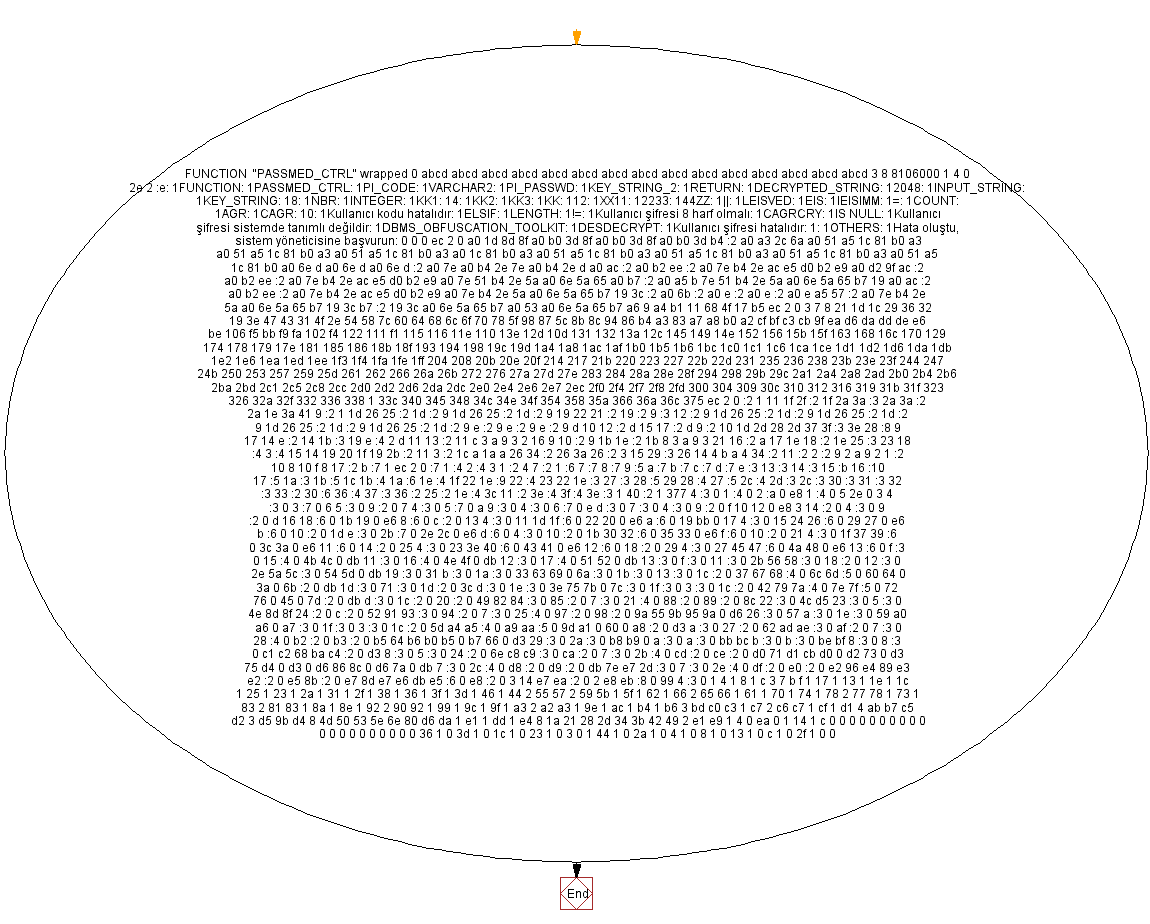 FUNCTION "PASSMED_CTRL" wrapped 0 abcd abcd abcd abcd abcd abcd abcd abcd abcd abcd abcd abcd abcd abcd abcd 3 8 8106000 1 4 0
2e 2 :e: 1FUNCTION: 1PASSMED_CTRL: 1PI_CODE: 1VARCHAR2: 1PI_PASSWD: 1KEY_STRING_2: 1RETURN: 1DECRYPTED_STRING: 12048: 1INPUT_STRING:
1KEY_STRING: 18: 1NBR: 1INTEGER: 1KK1: 14: 1KK2: 1KK3: 1KK: 112: 1XX11: 12233: 144ZZ: 1||: 1LEISVED: 1EIS: 1IEISIMM: 1=: 1COUNT:
1AGR: 1CAGR: 10: 1Kullanıcı kodu hatalıdır: 1ELSIF: 1LENGTH: 1!=: 1Kullanıcı şifresi 8 harf olmalı: 1CAGRCRY: 1IS NULL: 1Kullanıcı
şifresi sistemde tanımlı değildir: 1DBMS_OBFUSCATION_TOOLKIT: 1DESDECRYPT: 1Kullanıcı şifresi hatalıdır: 1: 1OTHERS: 1Hata oluştu,
sistem yöneticisine başvurun: 0 0 0 ec 2 0 a0 1d 8d 8f a0 b0 3d 8f a0 b0 3d 8f a0 b0 3d b4 :2 a0 a3 2c 6a a0 51 a5 1c 81 b0 a3
a0 51 a5 1c 81 b0 a3 a0 51 a5 1c 81 b0 a3 a0 51 a5 1c 81 b0 a3 a0 51 a5 1c 81 b0 a3 a0 51 a5 1c 81 b0 a3 a0 51 a5
1c 81 b0 a0 6e d a0 6e d a0 6e d :2 a0 7e a0 b4 2e 7e a0 b4 2e d a0 ac :2 a0 b2 ee :2 a0 7e b4 2e ac e5 d0 b2 e9 a0 d2 9f ac :2
a0 b2 ee :2 a0 7e b4 2e ac e5 d0 b2 e9 a0 7e 51 b4 2e 5a a0 6e 5a 65 a0 b7 :2 a0 a5 b 7e 51 b4 2e 5a a0 6e 5a 65 b7 19 a0 ac :2
a0 b2 ee :2 a0 7e b4 2e ac e5 d0 b2 e9 a0 7e b4 2e 5a a0 6e 5a 65 b7 19 3c :2 a0 6b :2 a0 e :2 a0 e :2 a0 e a5 57 :2 a0 7e b4 2e
5a a0 6e 5a 65 b7 19 3c b7 :2 19 3c a0 6e 5a 65 b7 a0 53 a0 6e 5a 65 b7 a6 9 a4 b1 11 68 4f 17 b5 ec 2 0 3 7 8 21 1d 1c 29 36 32
19 3e 47 43 31 4f 2e 54 58 7c 60 64 68 6c 6f 70 78 5f 98 87 5c 8b 8c 94 86 b4 a3 83 a7 a8 b0 a2 cf bf c3 cb 9f ea d6 da dd de e6
be 106 f5 bb f9 fa 102 f4 122 111 f1 115 116 11e 110 13e 12d 10d 131 132 13a 12c 145 149 14e 152 156 15b 15f 163 168 16c 170 129
174 178 179 17e 181 185 186 18b 18f 193 194 198 19c 19d 1a4 1a8 1ac 1af 1b0 1b5 1b6 1bc 1c0 1c1 1c6 1ca 1ce 1d1 1d2 1d6 1da 1db
1e2 1e6 1ea 1ed 1ee 1f3 1f4 1fa 1fe 1ff 204 208 20b 20e 20f 214 217 21b 220 223 227 22b 22d 231 235 236 238 23b 23e 23f 244 247
24b 250 253 257 259 25d 261 262 266 26a 26b 272 276 27a 27d 27e 283 284 28a 28e 28f 294 298 29b 29c 2a1 2a4 2a8 2ad 2b0 2b4 2b6
2ba 2bd 2c1 2c5 2c8 2cc 2d0 2d2 2d6 2da 2dc 2e0 2e4 2e6 2e7 2ec 2f0 2f4 2f7 2f8 2fd 300 304 309 30c 310 312 316 319 31b 31f 323
326 32a 32f 332 336 338 1 33c 340 345 348 34c 34e 34f 354 358 35a 366 36a 36c 375 ec 2 0 :2 1 11 1f 2f :2 1f 2a 3a :3 2a 3a :2
2a 1e 3a 41 9 :2 1 1d 26 25 :2 1d :2 9 1d 26 25 :2 1d :2 9 19 22 21 :2 19 :2 9 :3 12 :2 9 1d 26 25 :2 1d :2 9 1d 26 25 :2 1d :2
9 1d 26 25 :2 1d :2 9 1d 26 25 :2 1d :2 9 e :2 9 e :2 9 e :2 9 d 10 12 :2 d 15 17 :2 d 9 :2 10 1 d 2d 28 2d 37 3f :3 3e 28 :8 9
17 14 e :2 14 1b :3 19 e :4 2 d 11 13 :2 11 c 3 a 9 3 2 16 9 10 :2 9 1b 1e :2 1b 8 3 a 9 3 21 16 :2 a 17 1e 18 :2 1e 25 :3 23 18
:4 3 :4 15 14 19 20 1f 19 2b :2 11 3 :2 1c a 1a a 26 34 :2 26 3a 26 :2 3 15 29 :3 26 14 4 b a 4 34 :2 11 :2 2 :2 9 2 a 9 2 1 :2
10 8 10 f 8 17 :2 b :7 1 ec 2 0 :7 1 :4 2 :4 3 1 :2 4 7 :2 1 :6 7 :7 8 :7 9 :5 a :7 b :7 c :7 d :7 e :3 13 :3 14 :3 15 :b 16 :10
17 :5 1a :3 1b :5 1c 1b :4 1a :6 1e :4 1f 22 1e :9 22 :4 23 22 1e :3 27 :3 28 :5 29 28 :4 27 :5 2c :4 2d :3 2c :3 30 :3 31 :3 32
:3 33 :2 30 :6 36 :4 37 :3 36 :2 25 :2 1e :4 3c 11 :2 3e :4 3f :4 3e :3 1 40 :2 1 377 4 :3 0 1 :4 0 2 :a 0 e8 1 :4 0 5 2e 0 3 4
:3 0 3 :7 0 6 5 :3 0 9 :2 0 7 4 :3 0 5 :7 0 a 9 :3 0 4 :3 0 6 :7 0 e d :3 0 7 :3 0 4 :3 0 9 :2 0 f 10 12 0 e8 3 14 :2 0 4 :3 0
:2 0 d 16 18 :6 0 1b 19 0 e6 8 :6 0 c :2 0 13 4 :3 0 11 1d 1f :6 0 22 20 0 e6 a :6 0 19 bb 0 17 4 :3 0 15 24 26 :6 0 29 27 0 e6
b :6 0 10 :2 0 1d e :3 0 2b :7 0 2e 2c 0 e6 d :6 0 4 :3 0 10 :2 0 1b 30 32 :6 0 35 33 0 e6 f :6 0 10 :2 0 21 4 :3 0 1f 37 39 :6
0 3c 3a 0 e6 11 :6 0 14 :2 0 25 4 :3 0 23 3e 40 :6 0 43 41 0 e6 12 :6 0 18 :2 0 29 4 :3 0 27 45 47 :6 0 4a 48 0 e6 13 :6 0 f :3
0 15 :4 0 4b 4c 0 db 11 :3 0 16 :4 0 4e 4f 0 db 12 :3 0 17 :4 0 51 52 0 db 13 :3 0 f :3 0 11 :3 0 2b 56 58 :3 0 18 :2 0 12 :3 0
2e 5a 5c :3 0 54 5d 0 db 19 :3 0 31 b :3 0 1a :3 0 33 63 69 0 6a :3 0 1b :3 0 13 :3 0 1c :2 0 37 67 68 :4 0 6c 6d :5 0 60 64 0
3a 0 6b :2 0 db 1d :3 0 71 :3 0 1d :2 0 3c d :3 0 1e :3 0 3e 75 7b 0 7c :3 0 1f :3 0 3 :3 0 1c :2 0 42 79 7a :4 0 7e 7f :5 0 72
76 0 45 0 7d :2 0 db d :3 0 1c :2 0 20 :2 0 49 82 84 :3 0 85 :2 0 7 :3 0 21 :4 0 88 :2 0 89 :2 0 8c 22 :3 0 4c d5 23 :3 0 5 :3 0
4e 8d 8f 24 :2 0 c :2 0 52 91 93 :3 0 94 :2 0 7 :3 0 25 :4 0 97 :2 0 98 :2 0 9a 55 9b 95 9a 0 d6 26 :3 0 57 a :3 0 1e :3 0 59 a0
a6 0 a7 :3 0 1f :3 0 3 :3 0 1c :2 0 5d a4 a5 :4 0 a9 aa :5 0 9d a1 0 60 0 a8 :2 0 d3 a :3 0 27 :2 0 62 ad ae :3 0 af :2 0 7 :3 0
28 :4 0 b2 :2 0 b3 :2 0 b5 64 b6 b0 b5 0 b7 66 0 d3 29 :3 0 2a :3 0 b8 b9 0 a :3 0 a :3 0 bb bc b :3 0 b :3 0 be bf 8 :3 0 8 :3
0 c1 c2 68 ba c4 :2 0 d3 8 :3 0 5 :3 0 24 :2 0 6e c8 c9 :3 0 ca :2 0 7 :3 0 2b :4 0 cd :2 0 ce :2 0 d0 71 d1 cb d0 0 d2 73 0 d3
75 d4 0 d3 0 d6 86 8c 0 d6 7a 0 db 7 :3 0 2c :4 0 d8 :2 0 d9 :2 0 db 7e e7 2d :3 0 7 :3 0 2e :4 0 df :2 0 e0 :2 0 e2 96 e4 89 e3
e2 :2 0 e5 8b :2 0 e7 8d e7 e6 db e5 :6 0 e8 :2 0 3 14 e7 ea :2 0 2 e8 eb :8 0 99 4 :3 0 1 4 1 8 1 c 3 7 b f 1 17 1 13 1 1e 1 1c
1 25 1 23 1 2a 1 31 1 2f 1 38 1 36 1 3f 1 3d 1 46 1 44 2 55 57 2 59 5b 1 5f 1 62 1 66 2 65 66 1 61 1 70 1 74 1 78 2 77 78 1 73 1
83 2 81 83 1 8a 1 8e 1 92 2 90 92 1 99 1 9c 1 9f 1 a3 2 a2 a3 1 9e 1 ac 1 b4 1 b6 3 bd c0 c3 1 c7 2 c6 c7 1 cf 1 d1 4 ab b7 c5
d2 3 d5 9b d4 8 4d 50 53 5e 6e 80 d6 da 1 e1 1 dd 1 e4 8 1a 21 28 2d 34 3b 42 49 2 e1 e9 1 4 0 ea 0 1 14 1 c 0 0 0 0 0 0 0 0 0 0
0 0 0 0 0 0 0 0 0 0 36 1 0 3d 1 0 1c 1 0 23 1 0 3 0 1 44 1 0 2a 1 0 4 1 0 8 1 0 13 1 0 c 1 0 2f 1 0 0
End